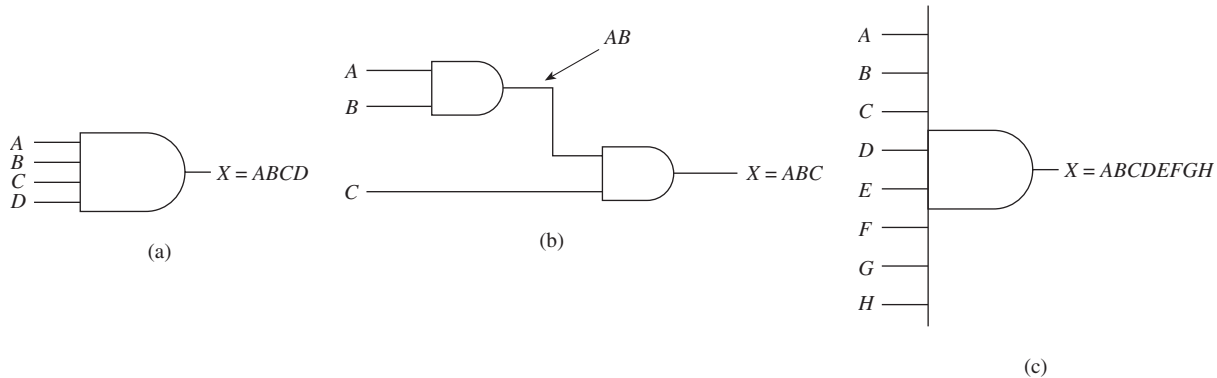 A
B
C
D
X = ABCD
(a)
AB
A
B
C
X = ABC
(b)
A
B
C
D
E
F
G
H
X = ABCDEFGH
(c)